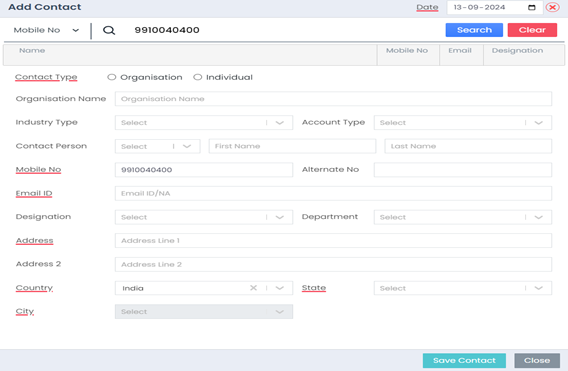 Add Contact Date 13-09-2024
Mobile No 9910040400 Search Clear
Name Mobile No Email Designation
Contact Type Organisation Individual
Organisation Name Organisation Name
Industry Type Select Account Type Select
Contact Person Select First Name Last Name
Mobile No 9910040400 Alternate No
Email ID Email ID/NA
Designation Select Department Select
Address Address Line 1
Address 2 Address Line 2
Country India State Select
City Select
Save Contact Close